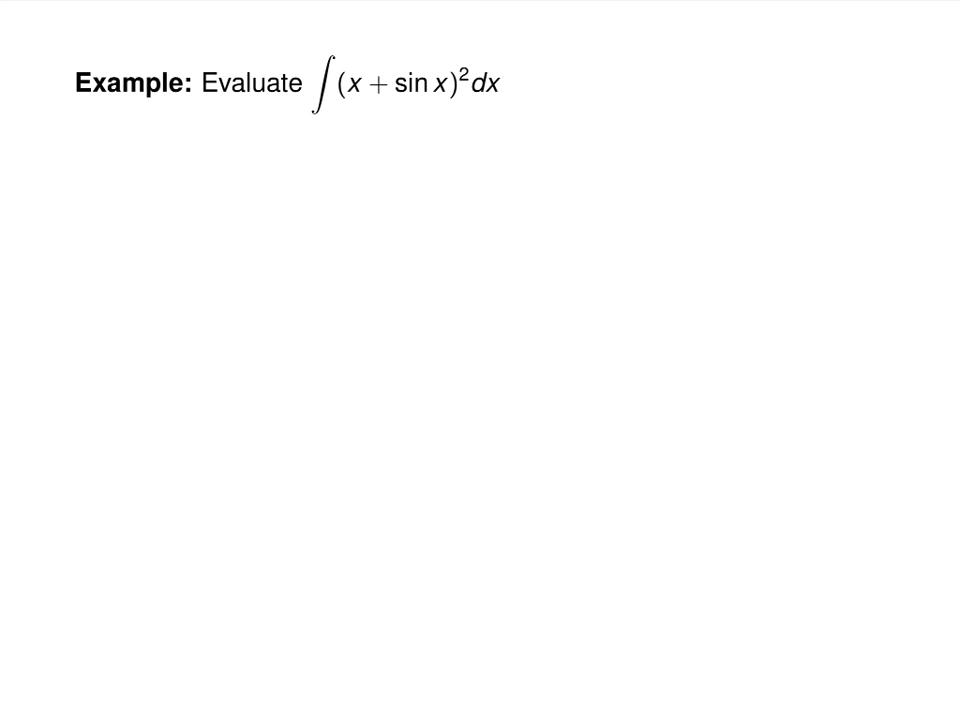 Example: Evaluate ∫(x + sin x)²dx